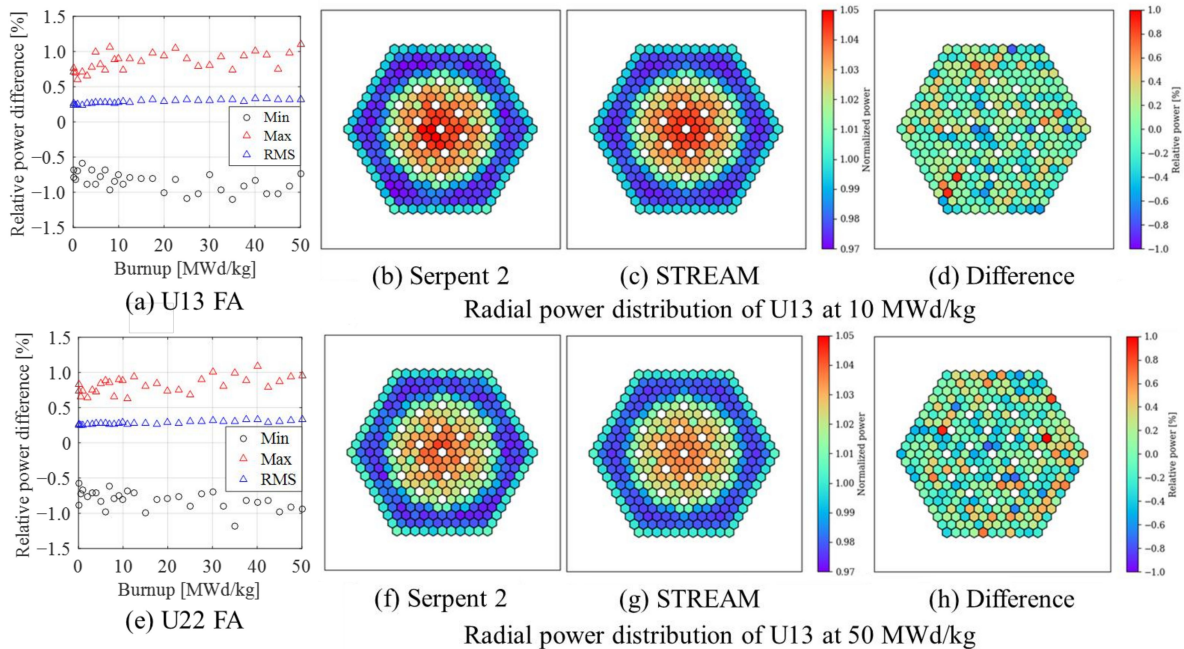 Relative power difference [%]
1.5
1.0
0.5
0
−0.5
−1.0
−1.5
Min
Max
RMS
0 10 20 30 40 50
Burnup [MWd/kg]
(a) U13 FA
1.05
1.04
1.03
1.02
1.01
1.00
0.99
0.98
0.97
Normalized power
(b) Serpent 2
(c) STREAM
1.0
0.8
0.6
0.4
0.2
0.0
−0.2
−0.4
−0.6
−0.8
−1.0
Relative power [%]
(d) Difference
Radial power distribution of U13 at 10 MWd/kg
Relative power difference [%]
1.5
1.0
0.5
0
−0.5
−1.0
−1.5
Min
Max
RMS
0 10 20 30 40 50
Burnup [MWd/kg]
(e) U22 FA
1.05
1.04
1.03
1.02
1.01
1.00
0.99
0.98
0.97
Normalized power
(f) Serpent 2
(g) STREAM
1.0
0.8
0.6
0.4
0.2
0.0
−0.2
−0.4
−0.6
−0.8
−1.0
Relative power [%]
(h) Difference
Radial power distribution of U13 at 50 MWd/kg